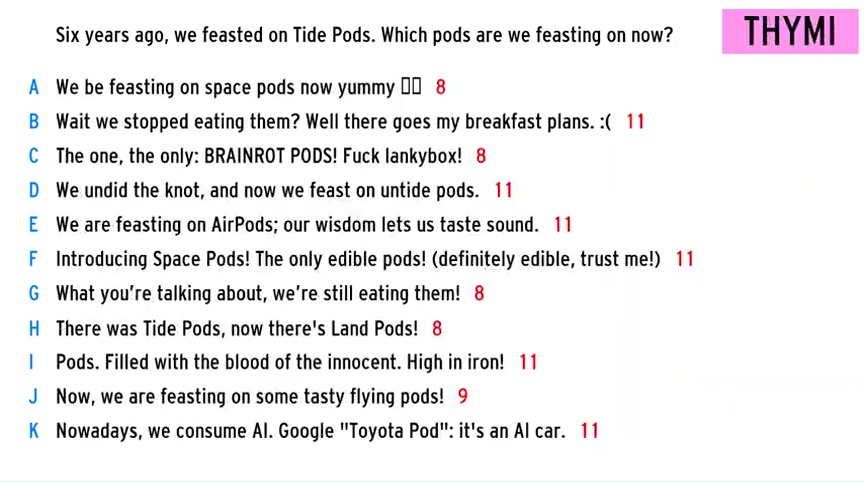 Six years ago, we feasted on Tide Pods. Which pods are we feasting on now?
THYMI
A We be feasting on space pods now yummy 8
B Wait we stopped eating them? Well there goes my breakfast plans. :( 11
C The one, the only: BRAINROT PODS! Fuck lankybox! 8
D We undid the knot, and now we feast on untide pods. 11
E We are feasting on AirPods; our wisdom lets us taste sound. 11
F Introducing Space Pods! The only edible pods! (definitely edible, trust me!) 11
G What you’re talking about, we’re still eating them! 8
H There was Tide Pods, now there's Land Pods! 8
I Pods. Filled with the blood of the innocent. High in iron! 11
J Now, we are feasting on some tasty flying pods! 9
K Nowadays, we consume AI. Google "Toyota Pod": it's an AI car. 11